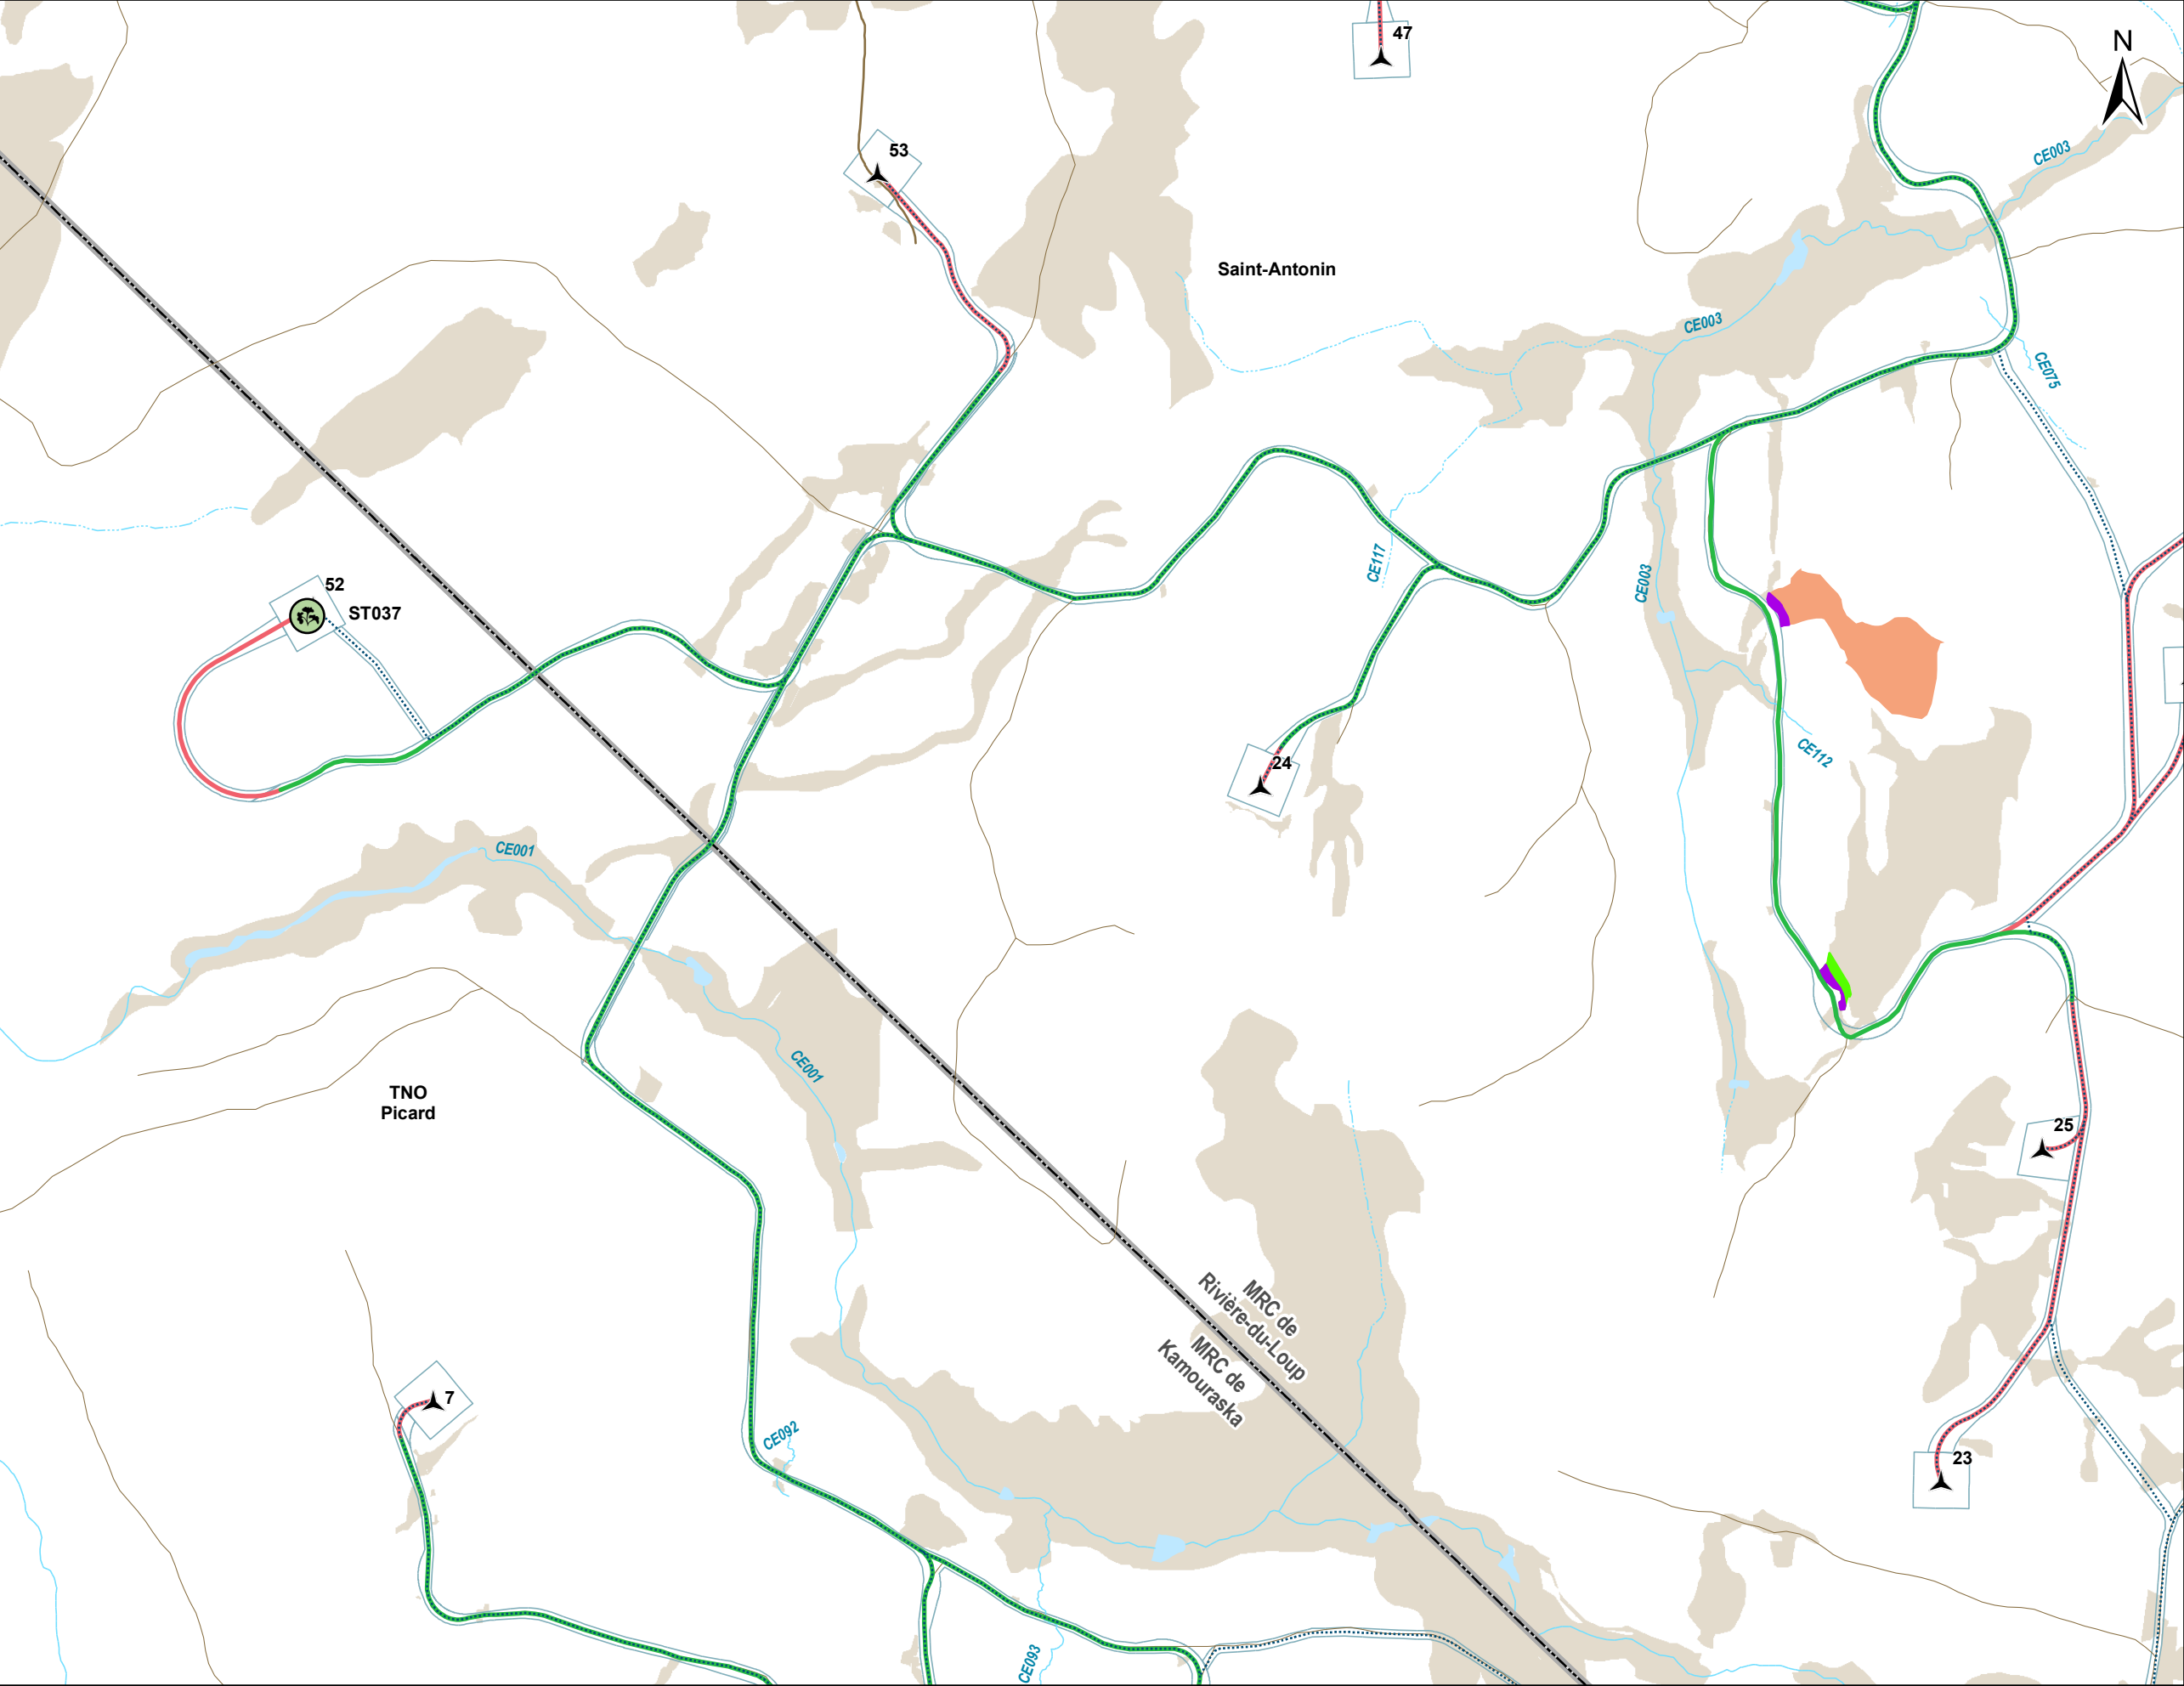 47
N
53
CE003
Saint-Antonin
CE003
CE075
CE117
CE003
52
ST037
CE112
24
CE001
CE001
TNO
Picard
25
MRC de
Rivière-du-Loup
MRC de
Kamouraska
7
CE092
23
CE093